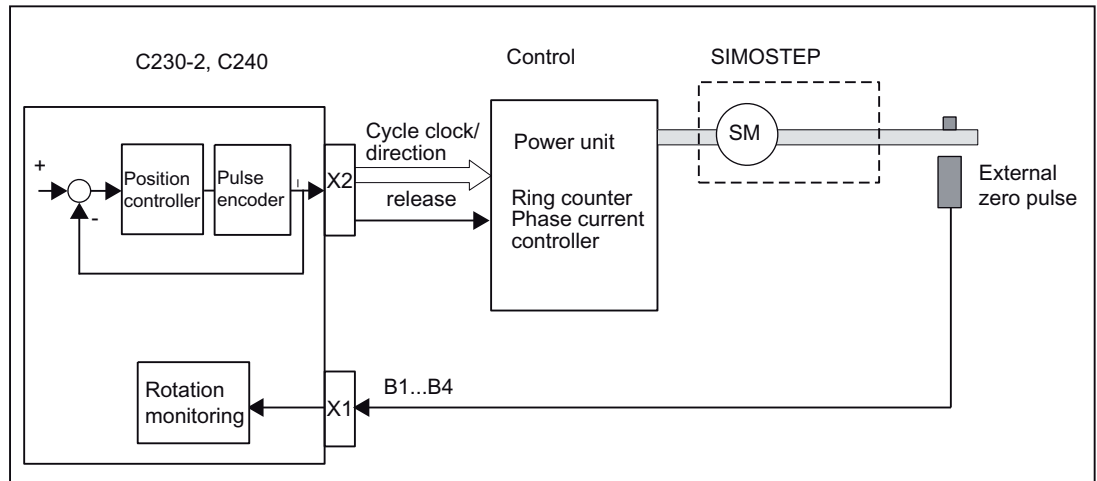 C230-2, C240
Control
SIMOSTEP
+
-
Position
controller
Pulse
encoder
X2
Cycle clock/
direction
release
Power unit
Ring counter
Phase current
controller
SM
External
zero pulse
Rotation
monitoring
X1
B1...B4